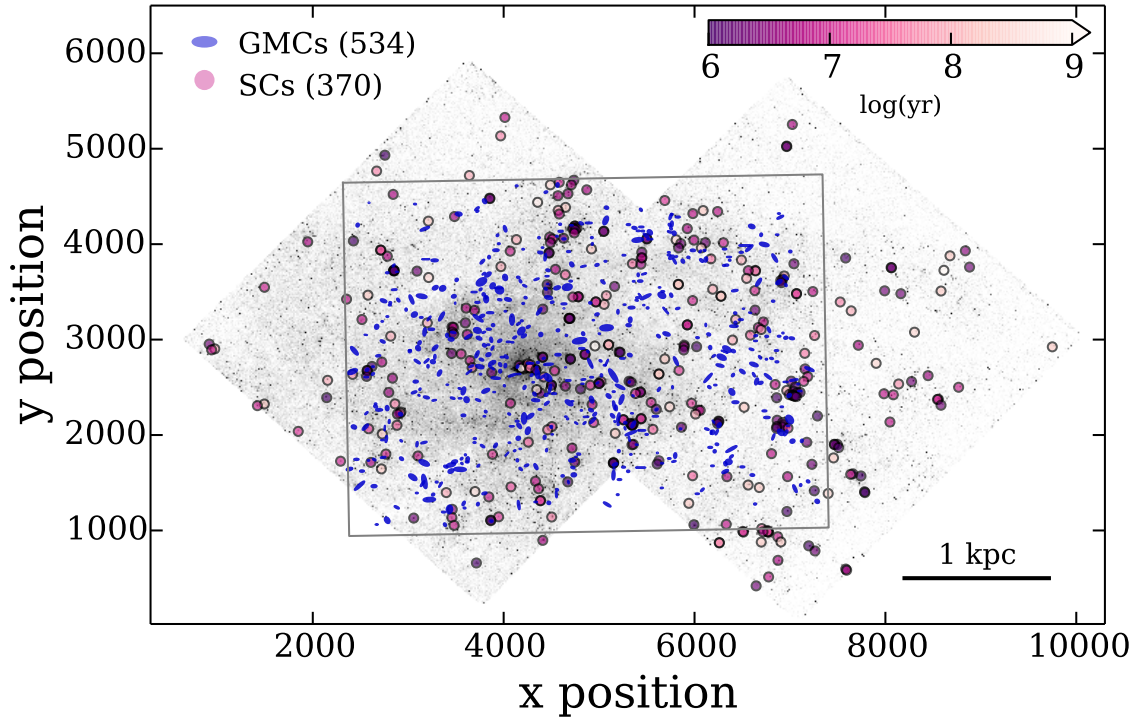 GMCs (534)
SCs (370)
6 7 8 9
log(yr)
6000
5000
4000
3000
2000
1000
y position
1 kpc
2000 4000 6000 8000 10000
x position